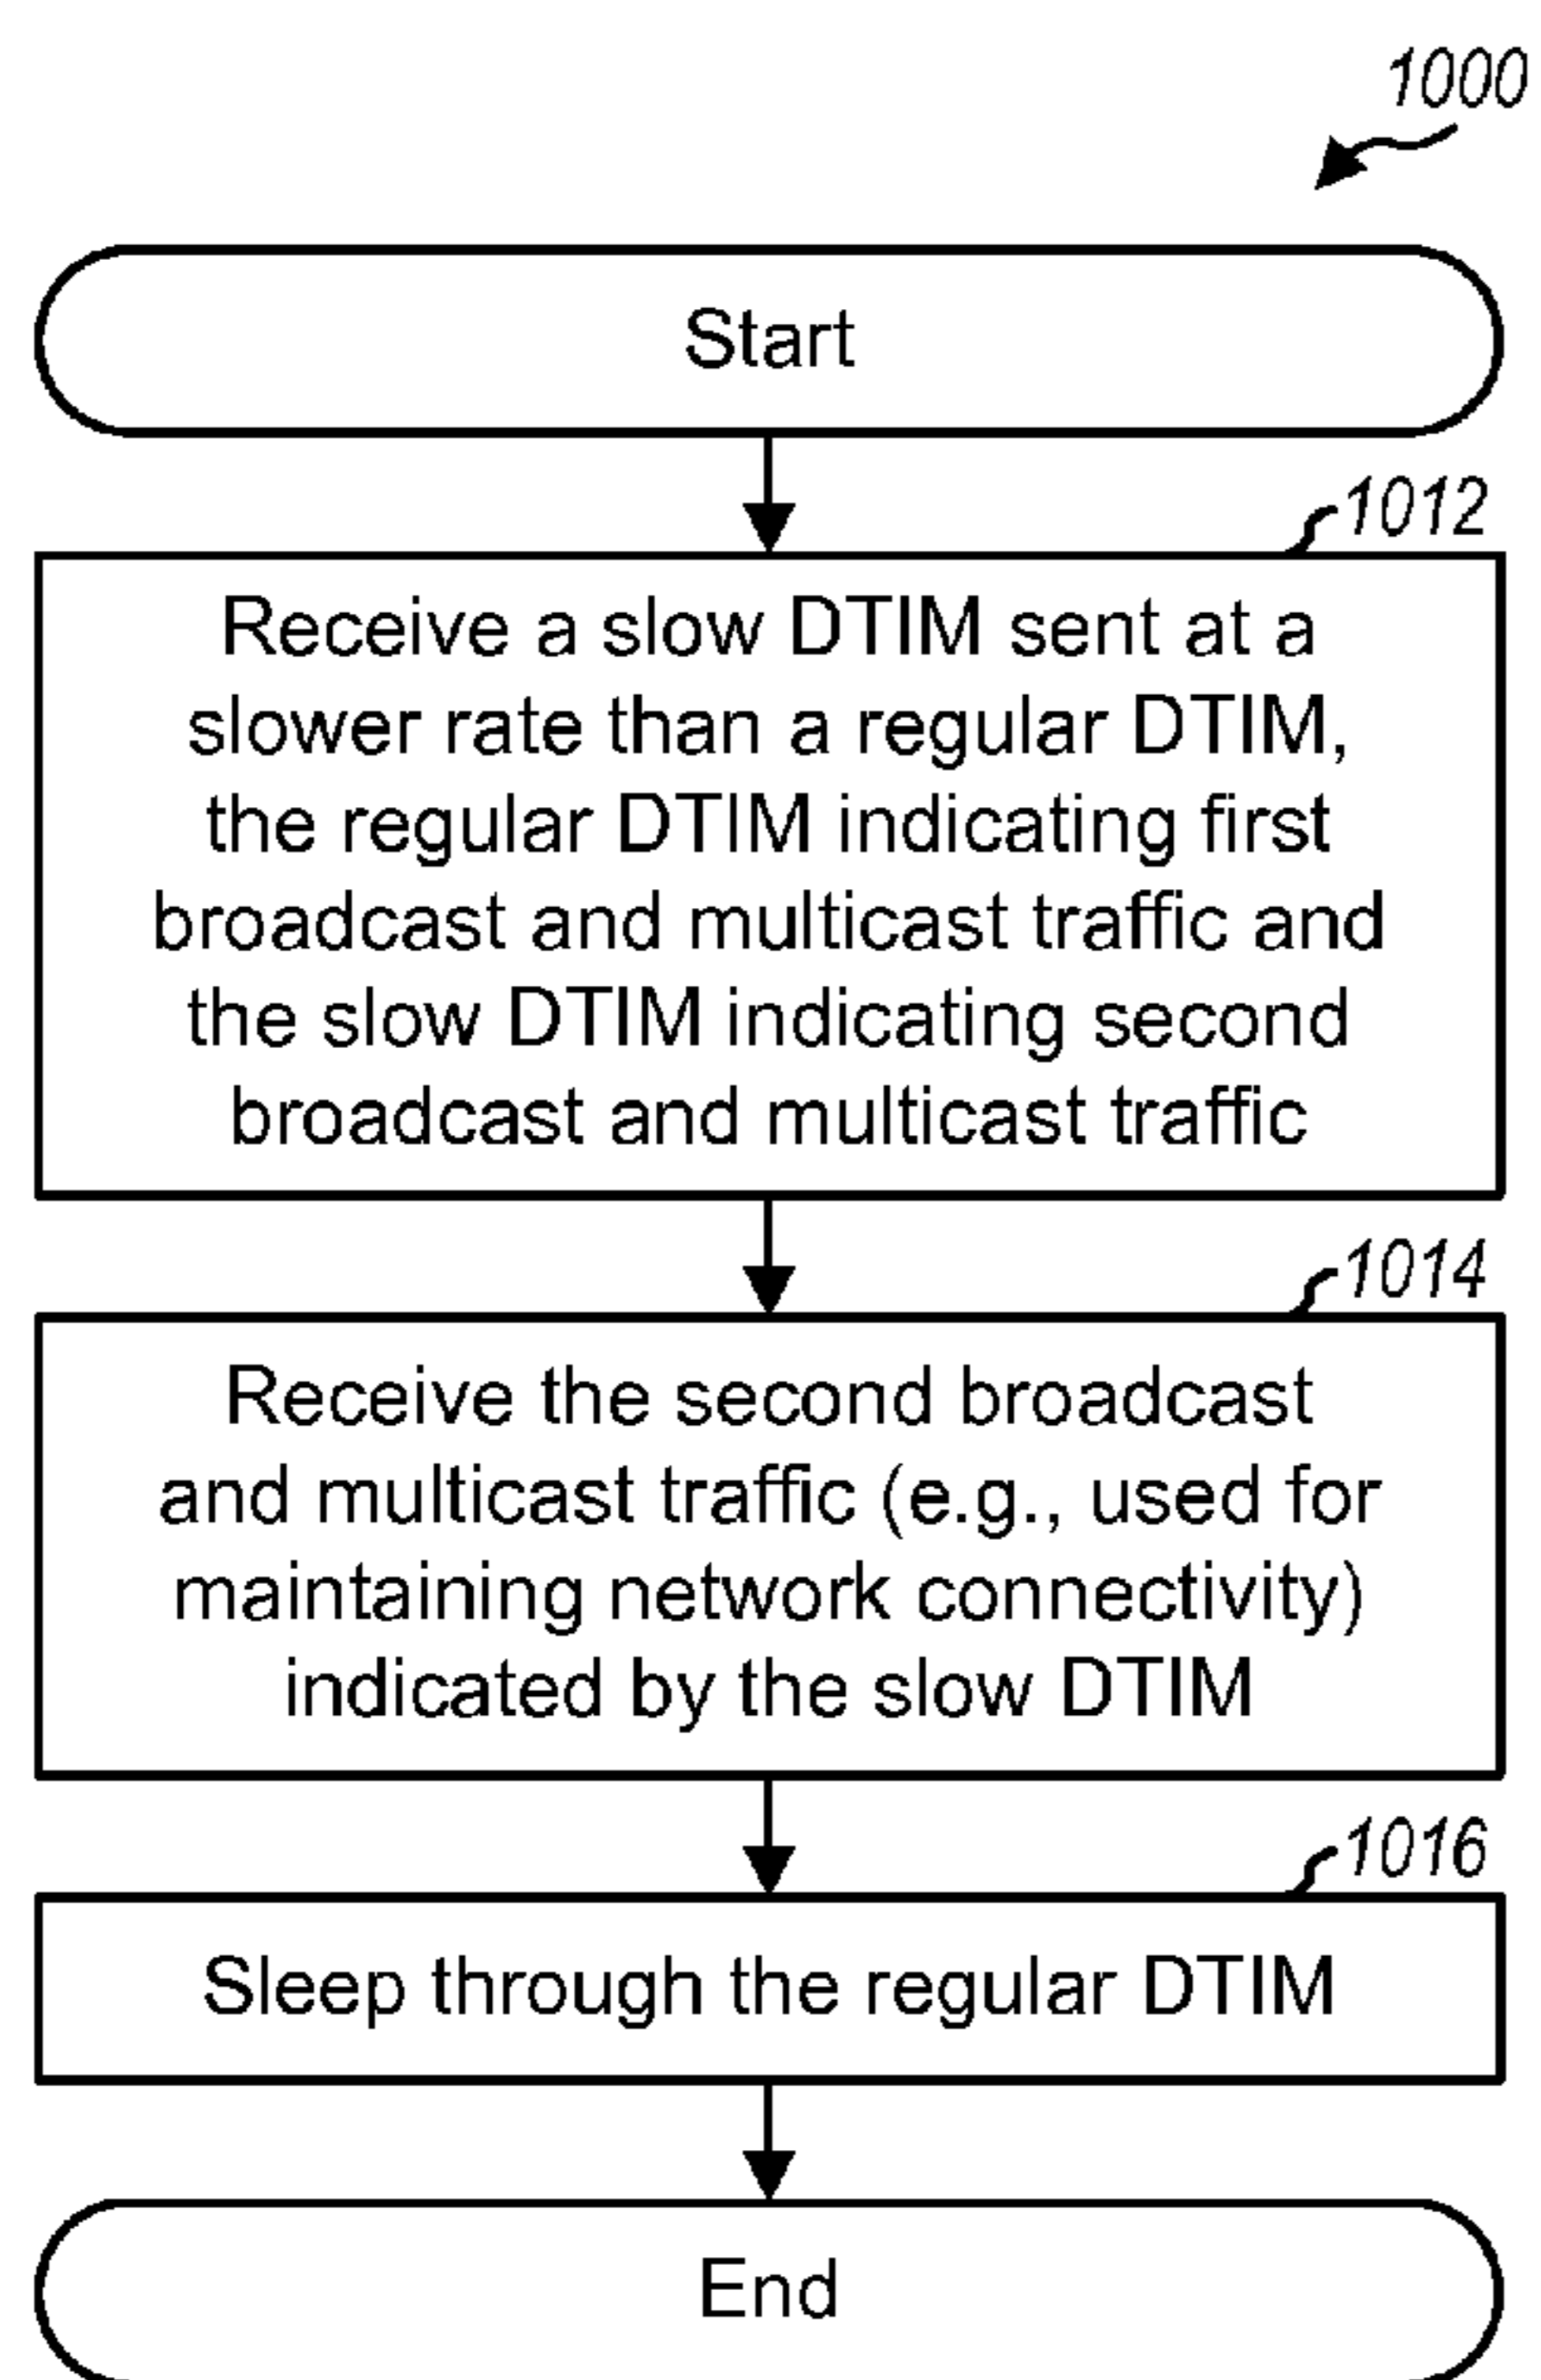 1000
Start
1012
Receive a slow DTIM sent at a
slower rate than a regular DTIM,
the regular DTIM indicating first
broadcast and multicast traffic and
the slow DTIM indicating second
broadcast and multicast traffic
1014
Receive the second broadcast
and multicast traffic (e.g., used for
maintaining network connectivity)
indicated by the slow DTIM
1016
Sleep through the regular DTIM
End